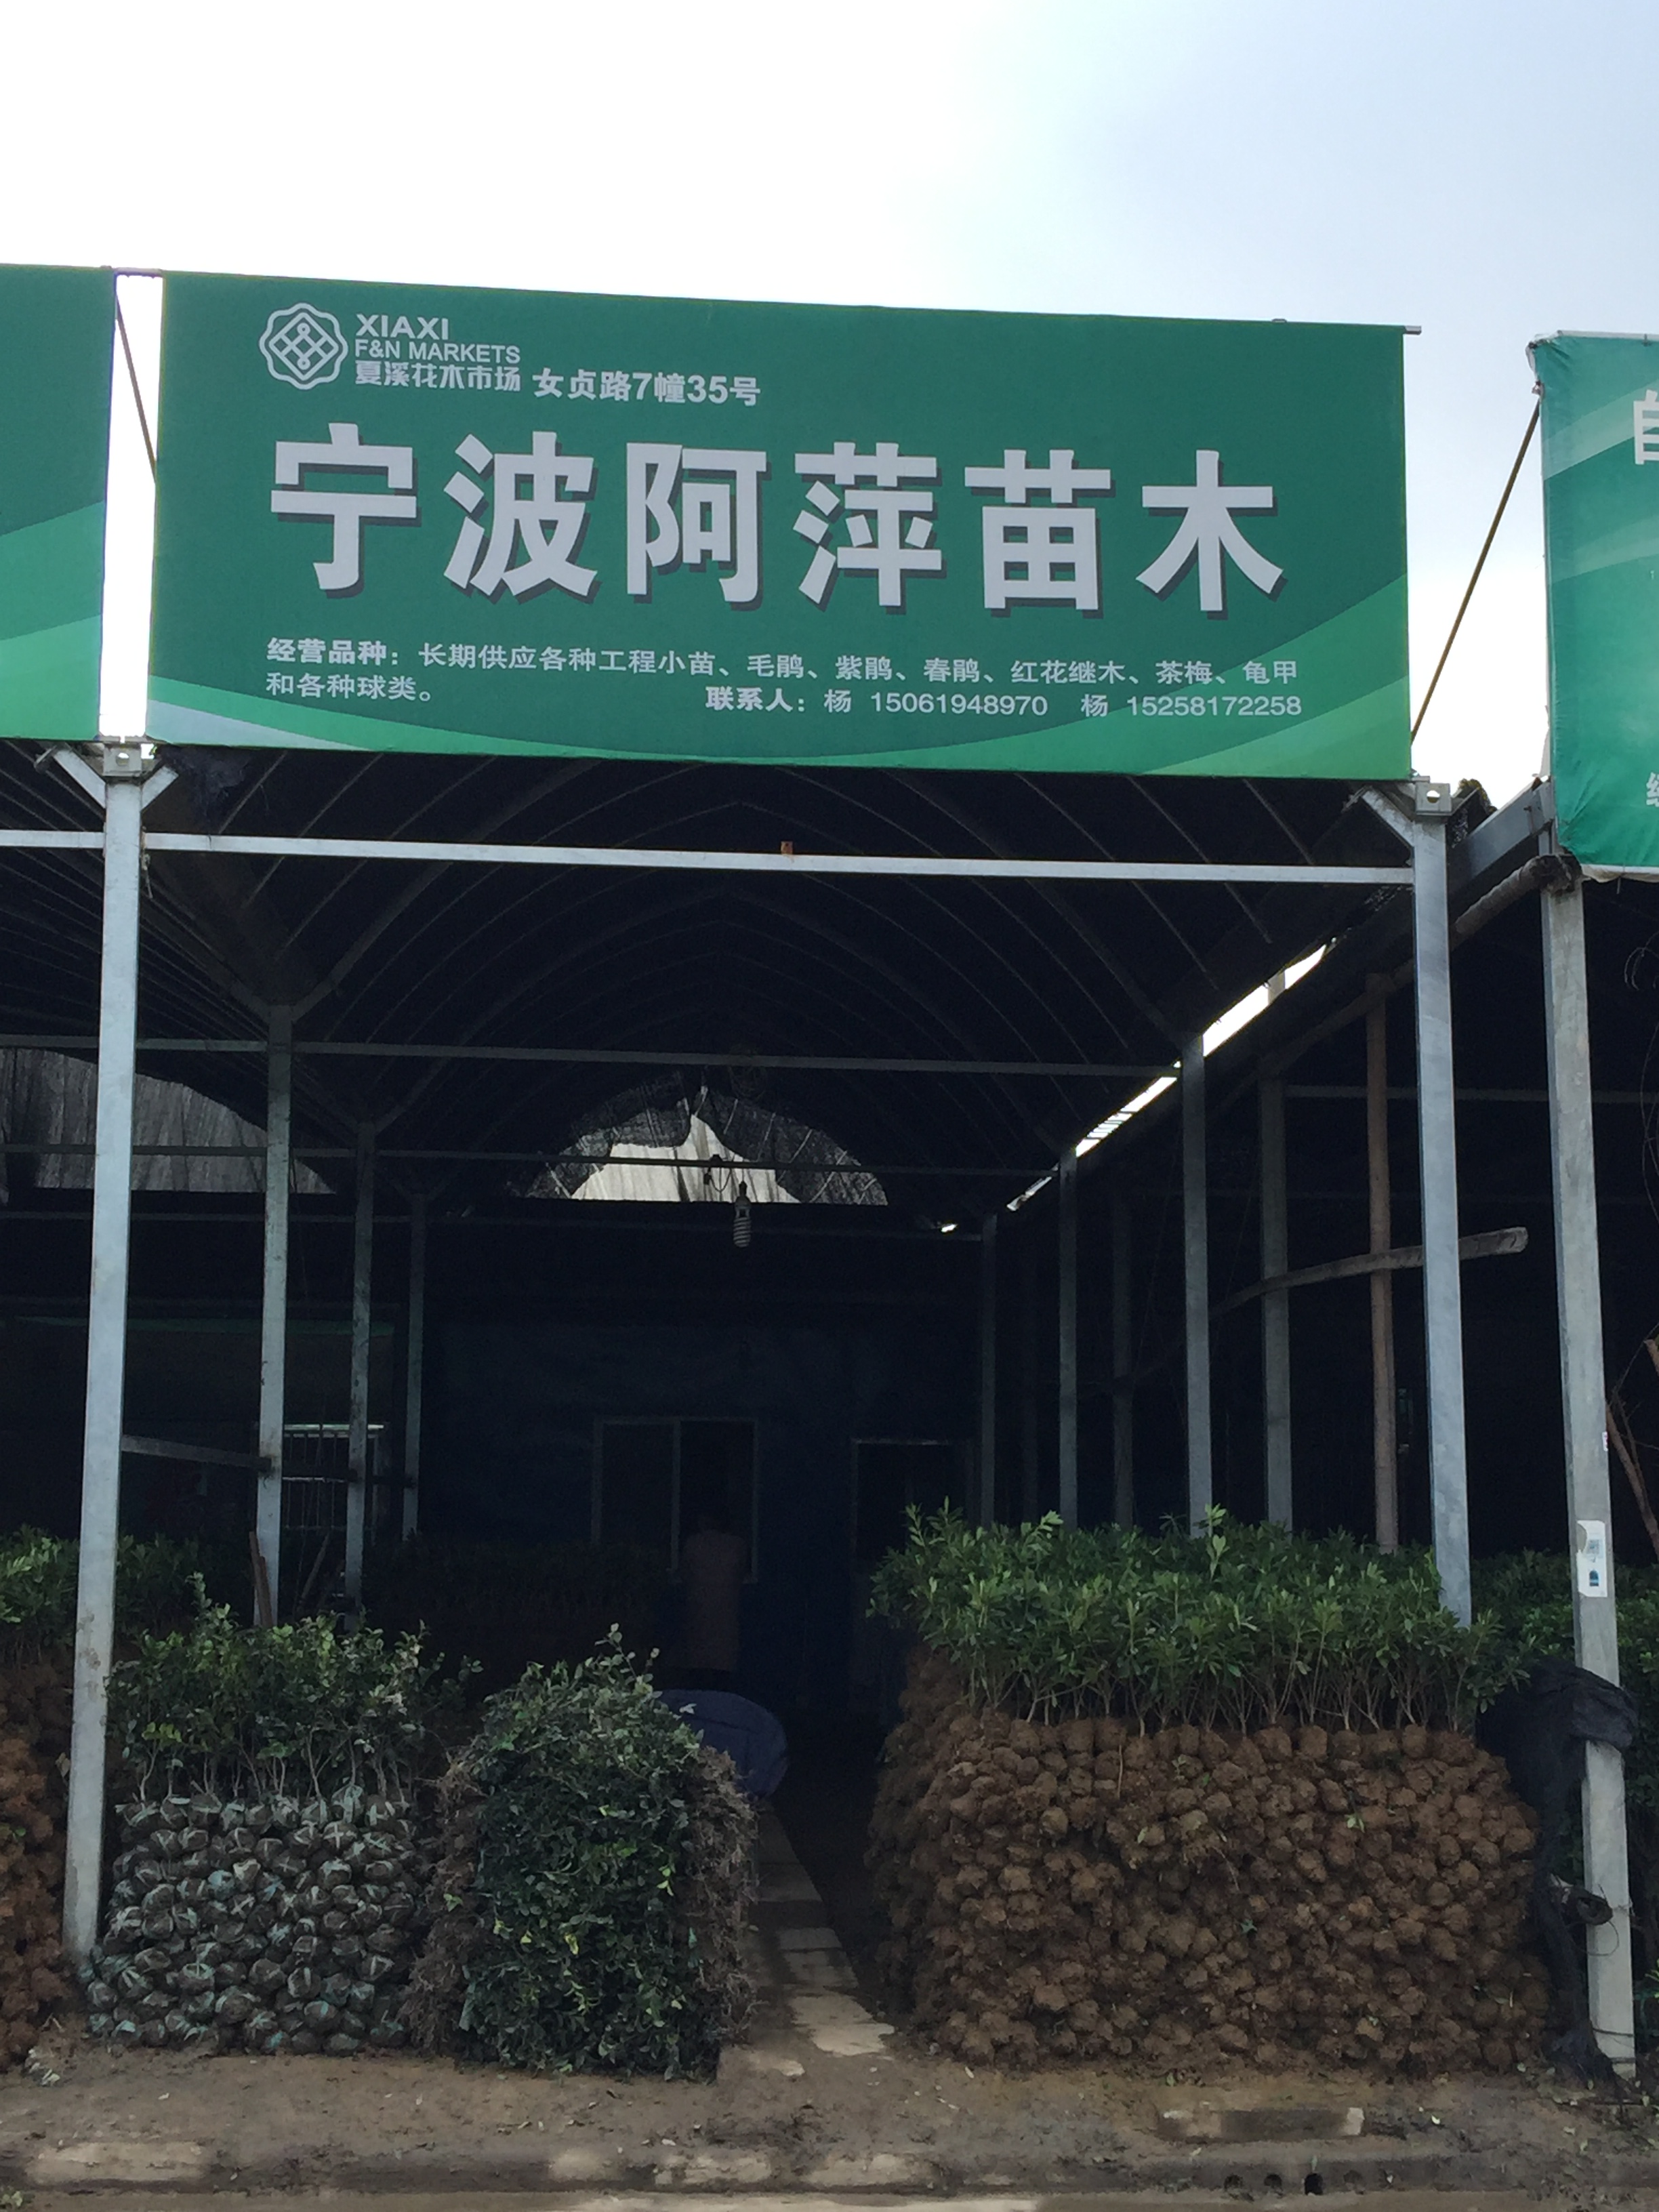 XIAXI
F&N MARKETS
夏溪花木市场 女贞路7幢35号
宁波阿萍苗木
经营品种：长期供应各种工程小苗、毛鹃、紫鹃、春鹃、红花继木、茶梅、龟甲
和各种球类。 联系人：杨 15061948970 杨 15258172258